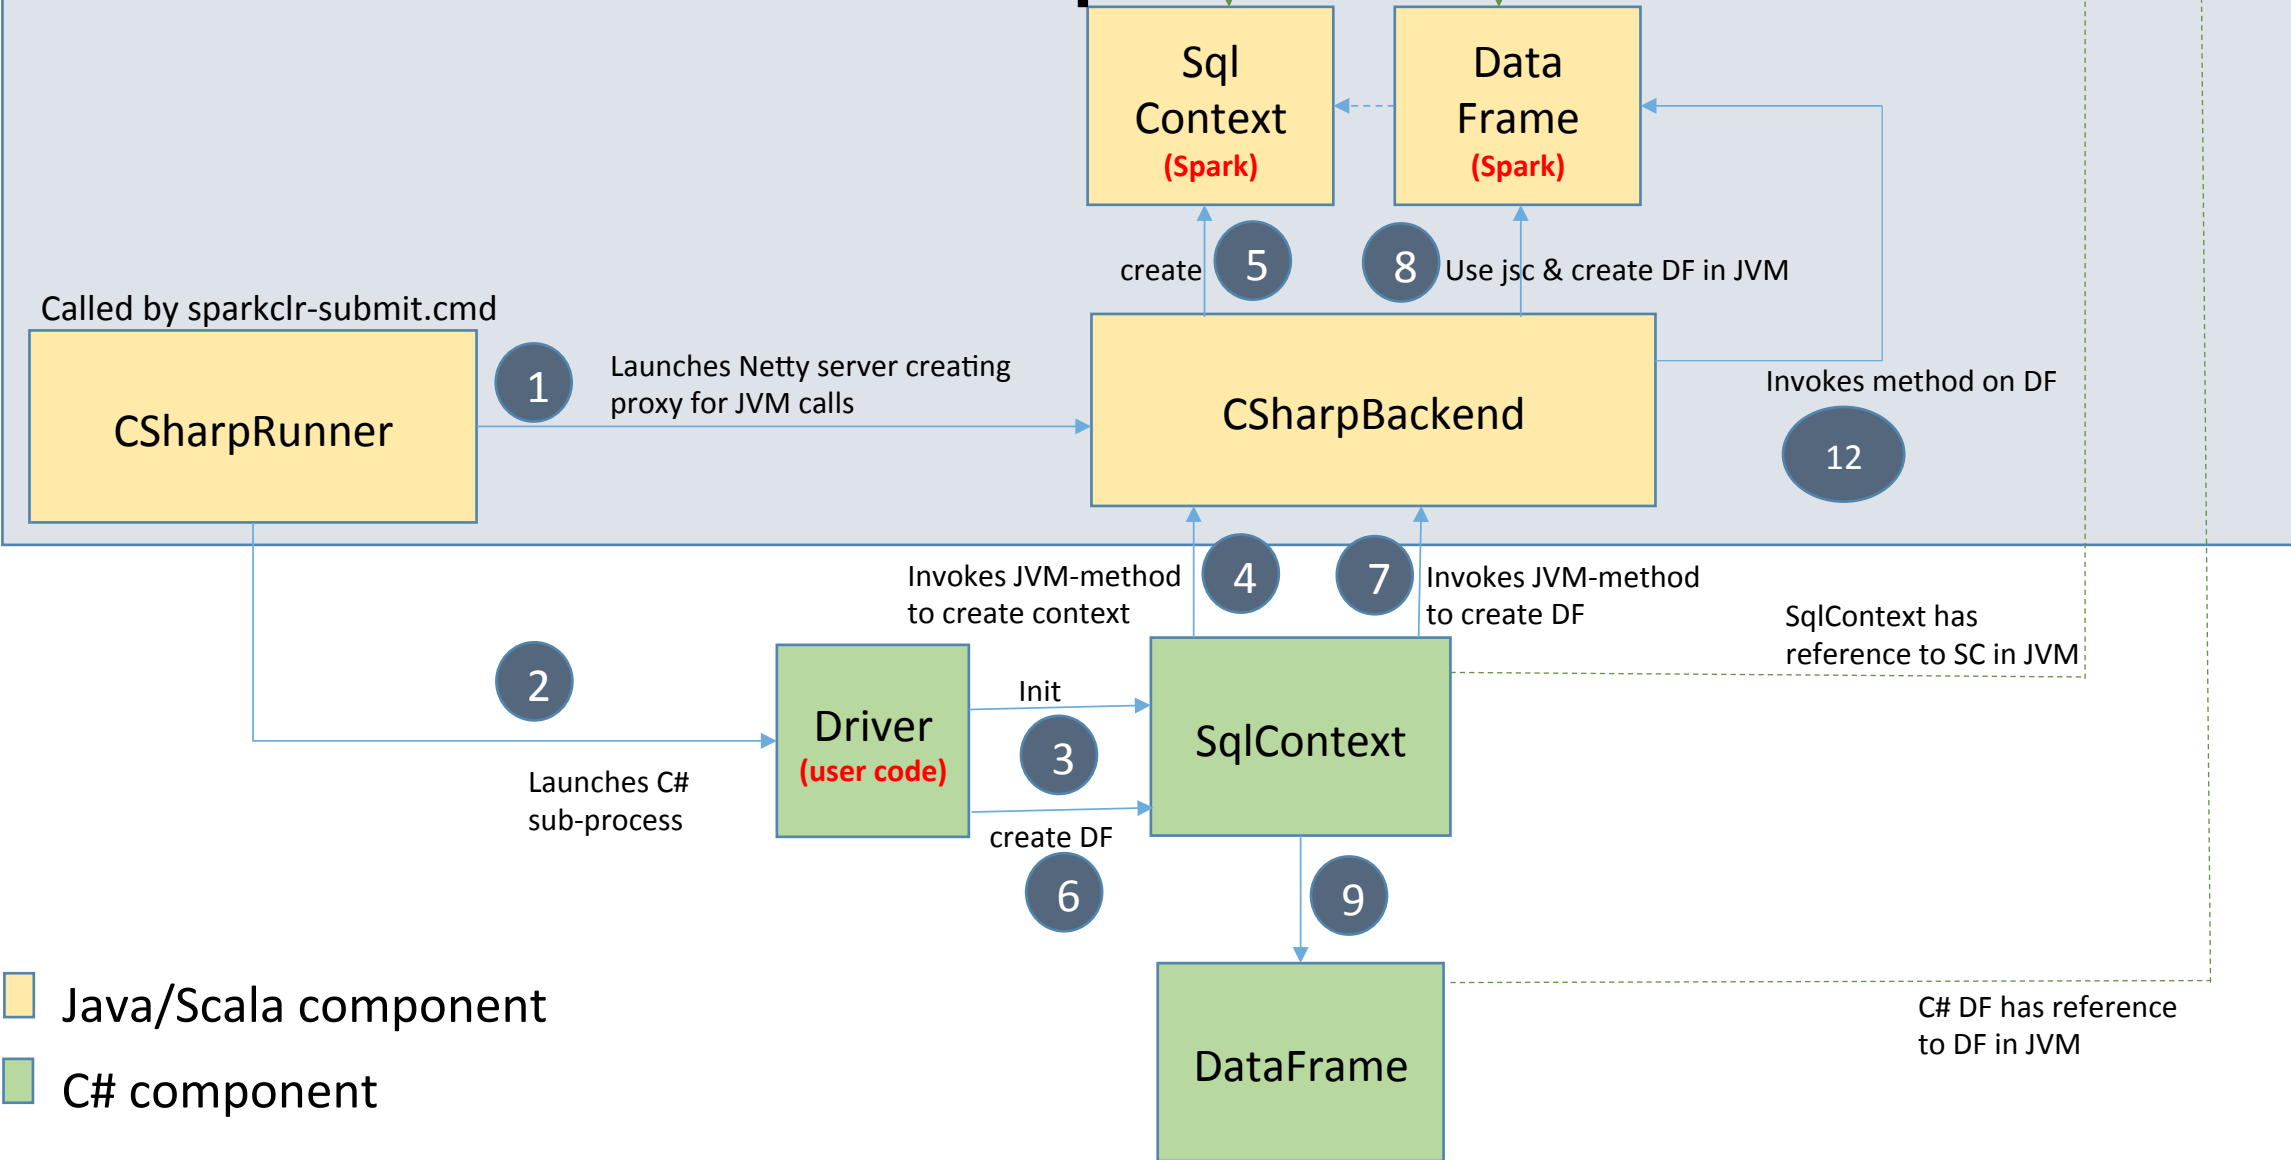 Sql
Context
(Spark)
Data
Frame
(Spark)
create
5
8
Use jsc & create DF in JVM
Called by sparkclr-submit.cmd
CSharpRunner
1
Launches Netty server creating
proxy for JVM calls
CSharpBackend
Invokes method on DF
12
Invokes JVM-method
to create context
4
7
Invokes JVM-method
to create DF
SqlContext has
reference to SC in JVM
2
Launches C#
sub-process
Driver
(user code)
Init
3
create DF
6
SqlContext
9
DataFrame
C# DF has reference
to DF in JVM
Java/Scala component
C# component